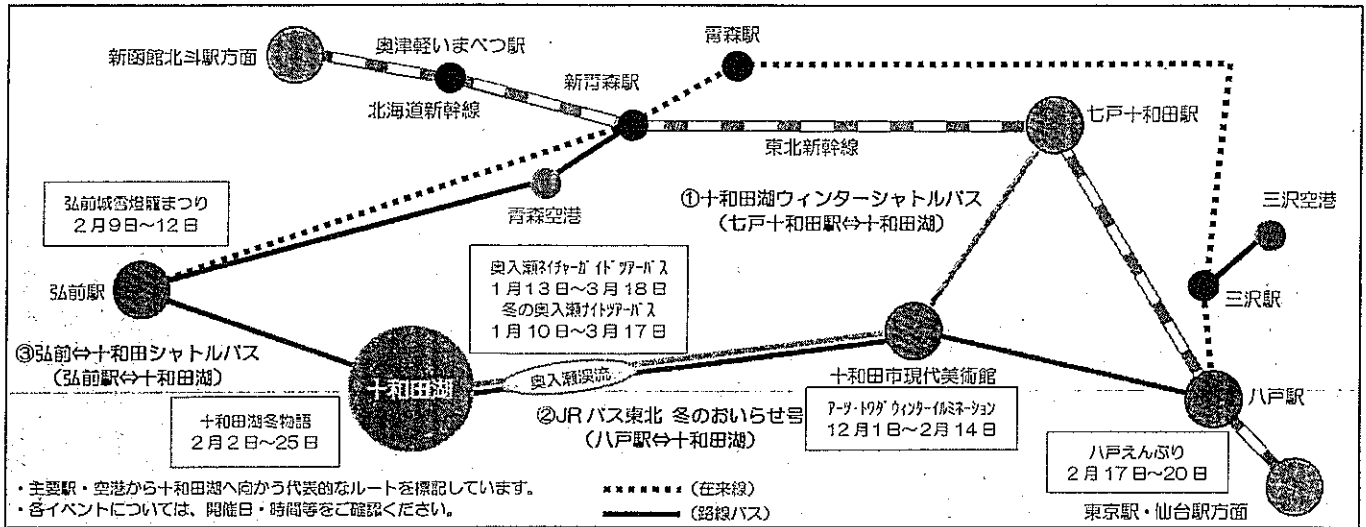 新函館北斗駅方面
奥津軽いまべつ駅
北海道新幹線
新青森駅
青森駅
七戸十和田駅
東北新幹線
弘前城雪燈籠まつり
2月9日~12日
青森空港
①十和田湖ウィンターシャトルバス
(七戸十和田駅⇔十和田湖)
三沢空港
三沢駅
弘前駅
奥入瀬ネイチャーガイドツアーバス
1月13日~3月18日
冬の奥入瀬ナイトツアーバス
1月10日~3月17日
③弘前⇔十和田シャトルバス
(弘前駅⇔十和田湖)
十和田湖
奥入瀬渓流
十和田市現代美術館
八戸駅
十和田湖冬物語
2月2日~25日
②JRバス東北 冬のおいらせ号
(八戸駅⇔十和田湖)
アーツ・トワダウィンターイルミネーション
12月1日~2月14日
八戸えんぶり
2月17日~20日
東京駅・仙台駅方面
・主要駅・空港から十和田湖へ向かう代表的なルートを標記しています。
・各イベントについては、開催日・時間等をご確認ください。
(在来線)
(路線バス)